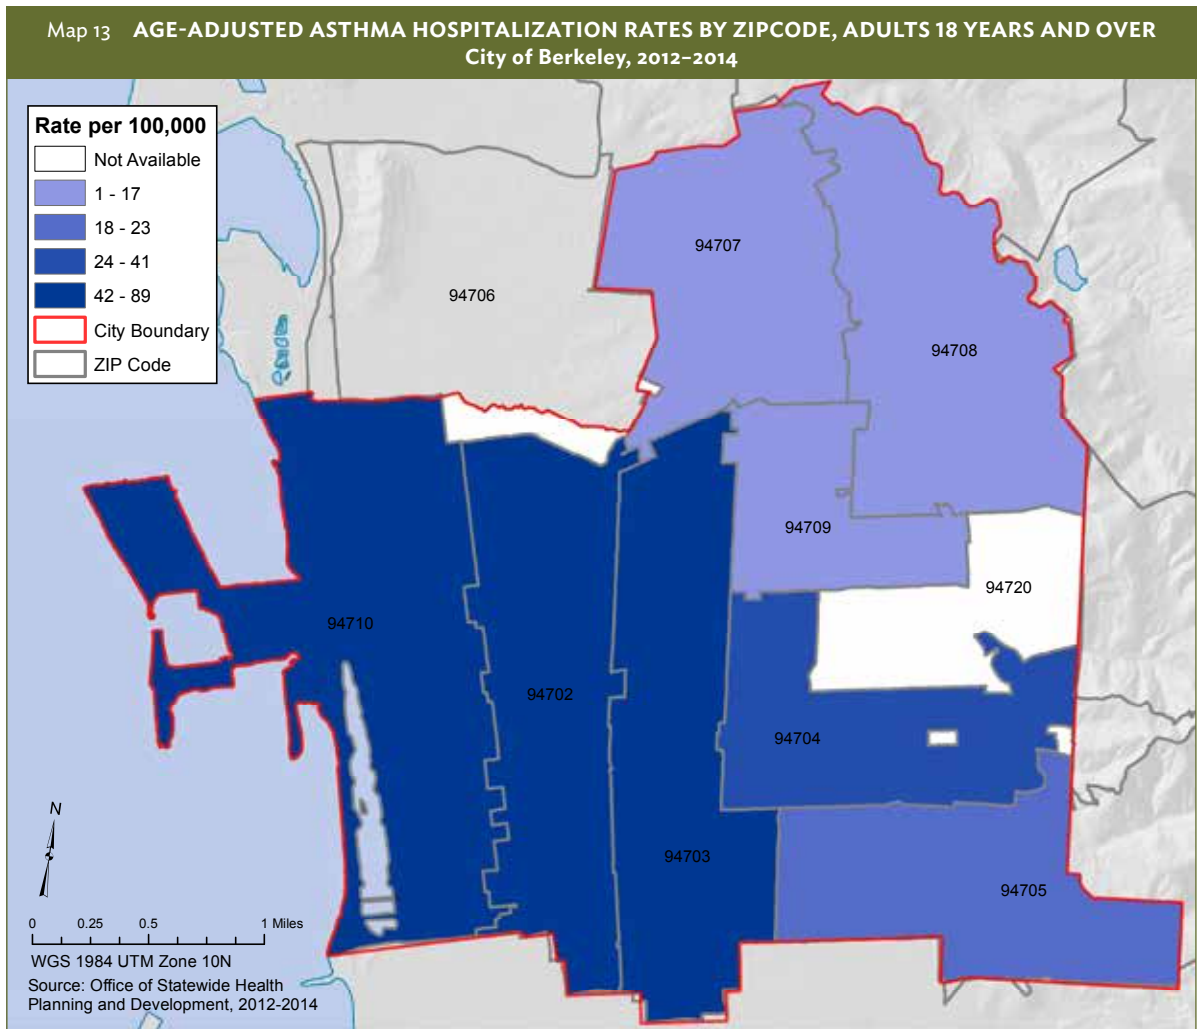 Map 13 AGE-ADJUSTED ASTHMA HOSPITALIZATION RATES BY ZIPCODE, ADULTS 18 YEARS AND OVER
City of Berkeley, 2012–2014
Rate per 100,000
Not Available
1 - 17
18 - 23
24 - 41
42 - 89
City Boundary
ZIP Code
94707
94706
94708
94709
94720
94710
94702
94704
94703
94705
N
0 0.25 0.5 1 Miles
WGS 1984 UTM Zone 10N
Source: Office of Statewide Health
Planning and Development, 2012-2014